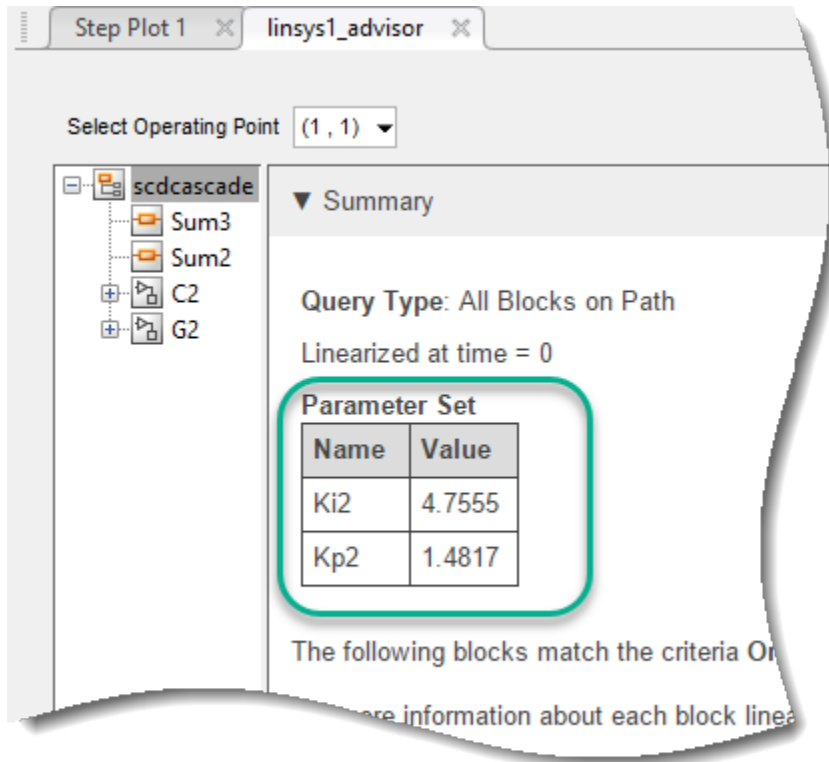 Step Plot 1
linsys1_advisor
Select Operating Point (1 , 1)
scdcascade
Sum3
Sum2
C2
G2
Summary
Query Type: All Blocks on Path
Linearized at time = 0
Parameter Set
Name Value
Ki2 4.7555
Kp2 1.4817
The following blocks match the criteria
information about each block